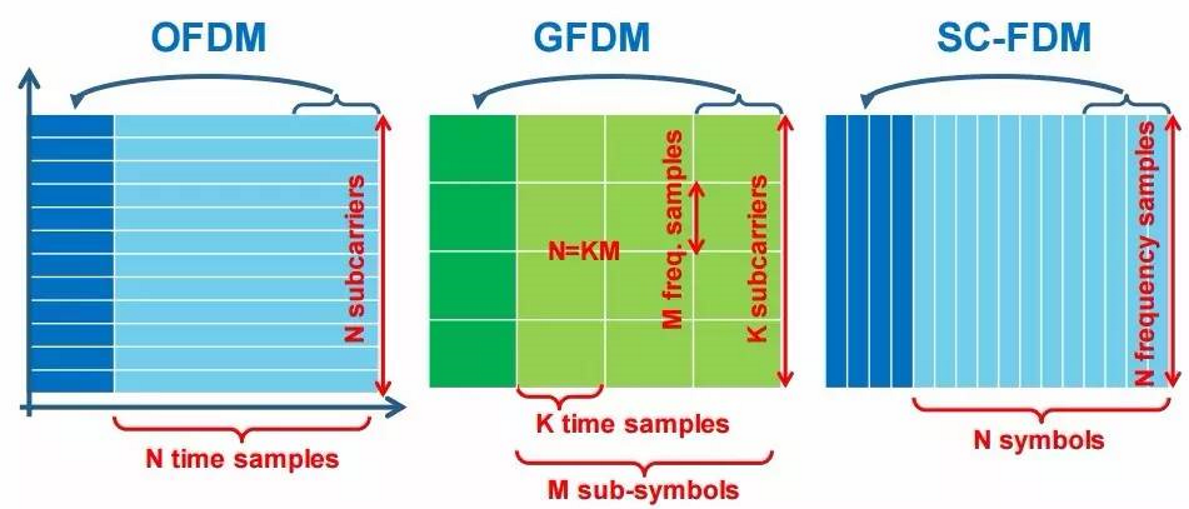 OFDM
GFDM
SC-FDM
N subcarriers
N=KM
M freq. samples
K subcarriers
N frequency samples
K time samples
N symbols
N time samples
M sub-symbols